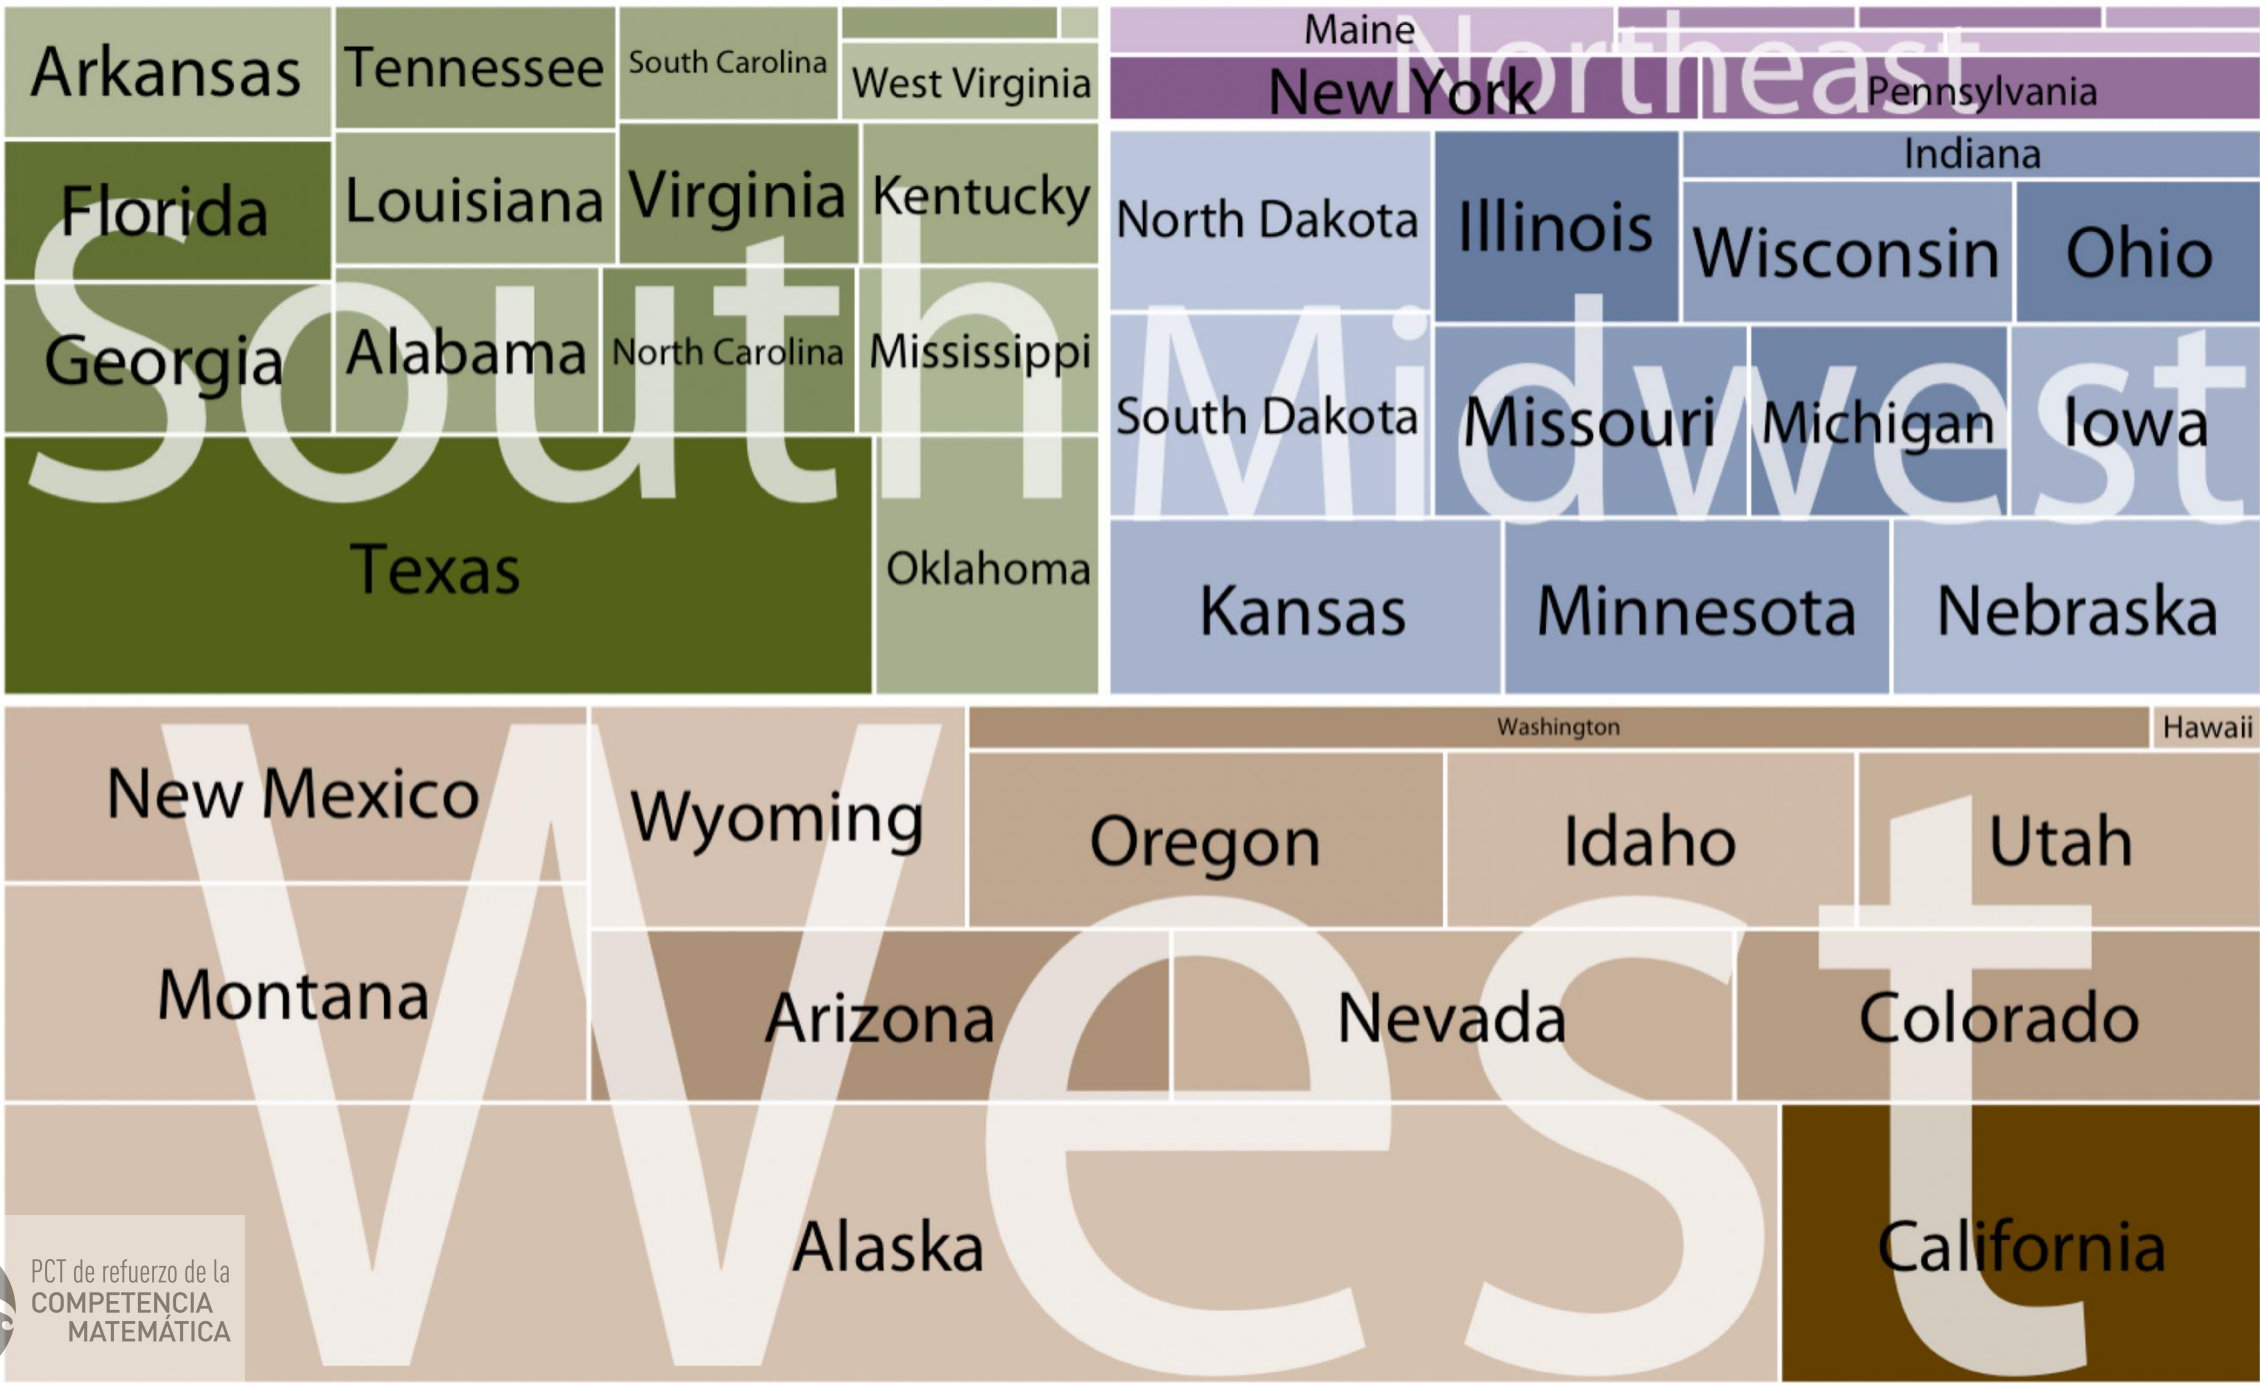 Arkansas
Tennessee
South Carolina
West Virginia
Florida
Louisiana
Virginia
Kentucky
Georgia
Alabama
North Carolina
Mississippi
Texas
Oklahoma
South
Maine
New York
Pennsylvania
Northeast
North Dakota
Illinois
Indiana
Wisconsin
Ohio
South Dakota
Missouri
Michigan
Iowa
Kansas
Minnesota
Nebraska
Midwest
New Mexico
Wyoming
Washington
Hawaii
Oregon
Idaho
Utah
Montana
Arizona
Nevada
Colorado
Alaska
California
West
PCT de refuerzo de la
COMPETENCIA
MATEMÁTICA